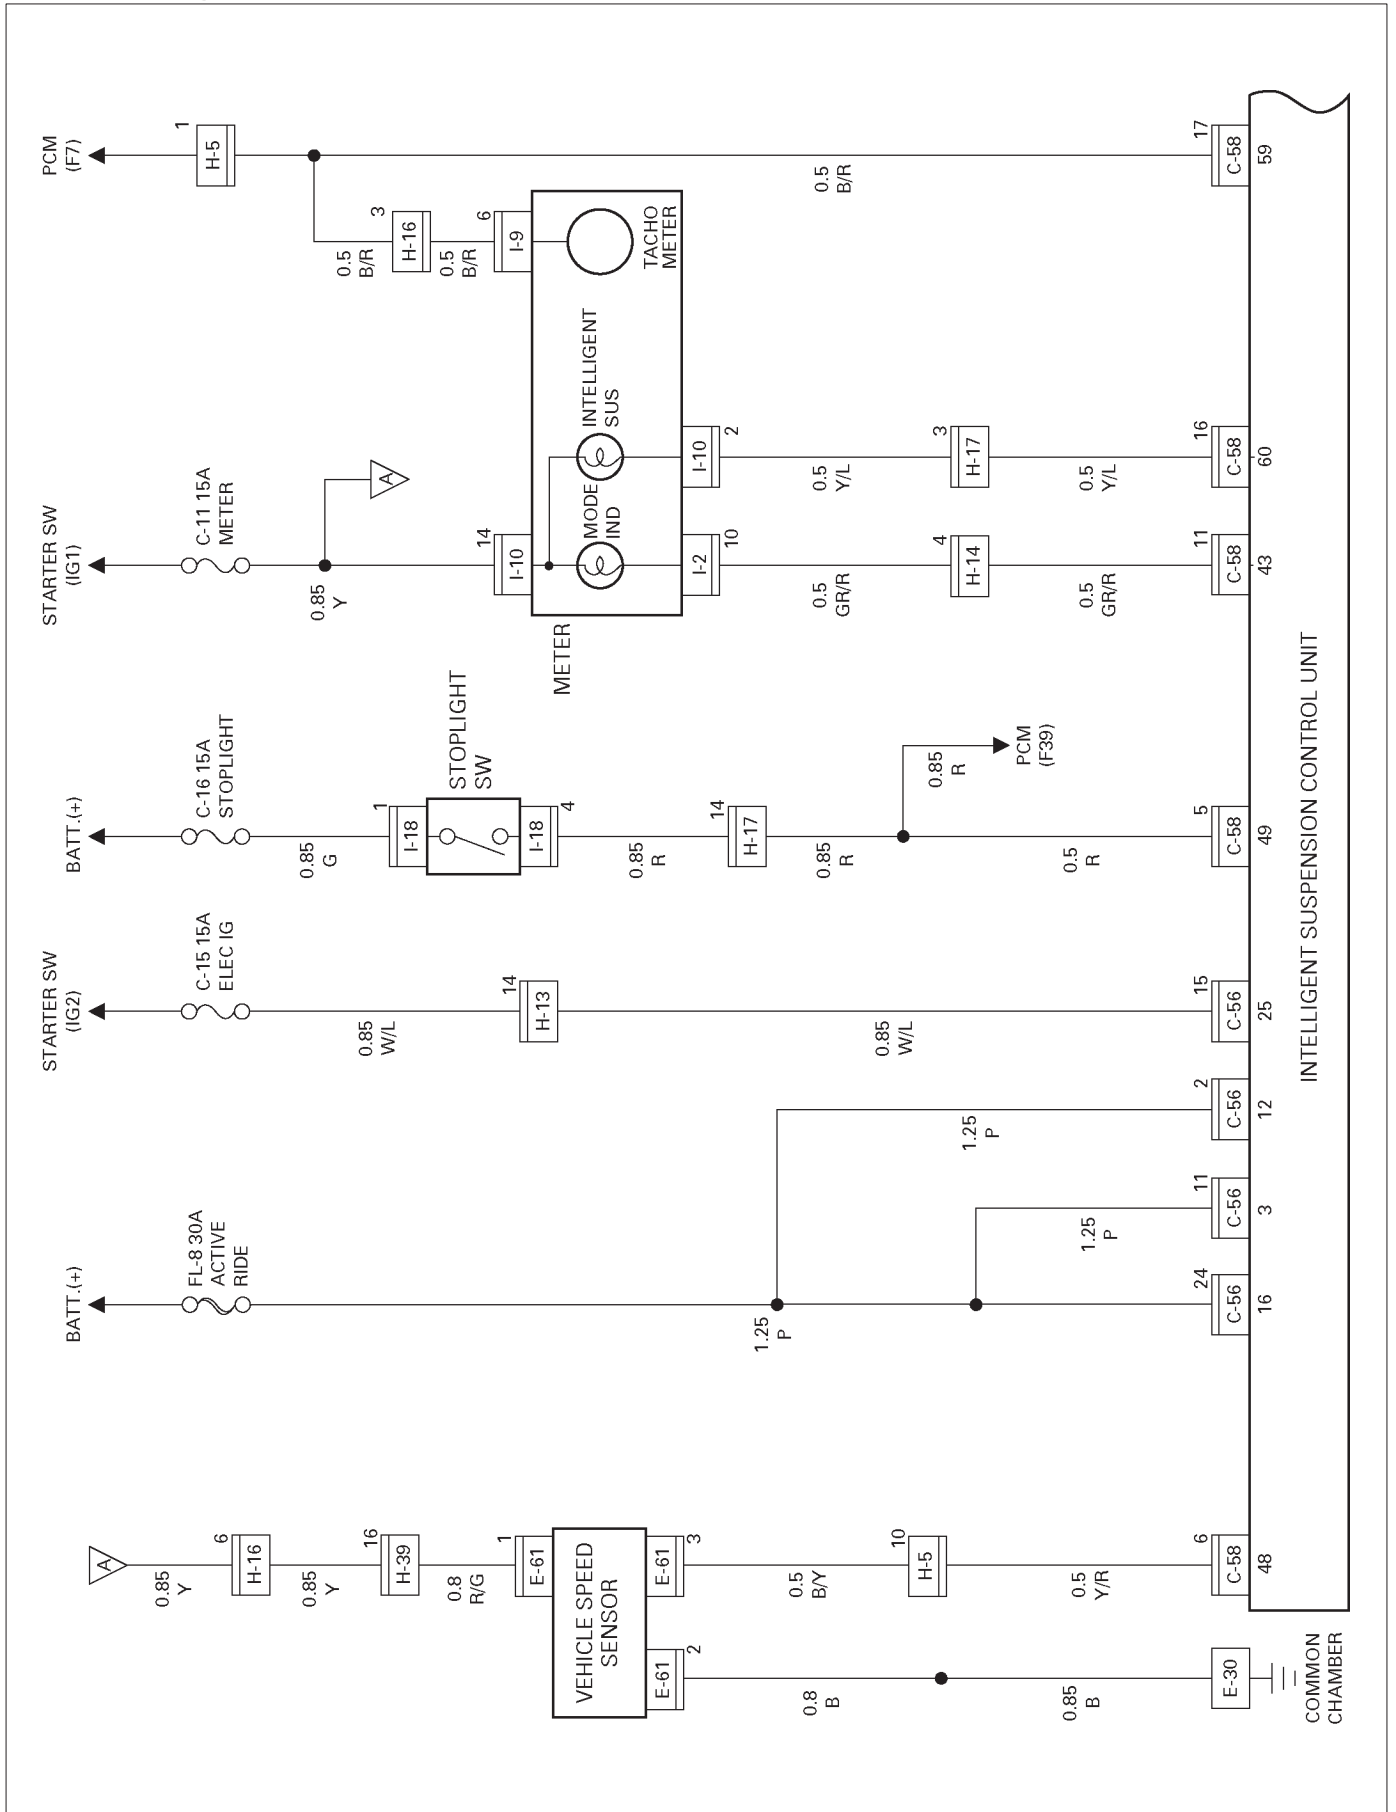 BATT.(+)
STARTER SW
(IG2)
BATT.(+)
STARTER SW
(IG1)
PCM
(F7)
A
0.85
Y
6
H-16
0.85
Y
16
H-39
0.8
R/G
1
E-61
VEHICLE SPEED
SENSOR
E-61
2
E-61
3
0.8
B
0.85
B
E-30
COMMON
CHAMBER
0.5
B/Y
10
H-5
0.5
Y/R
6
C-58
48
FL-8 30A
ACTIVE
RIDE
1.25
P
24
C-56
16
1.25
P
11
C-56
3
1.25
P
2
C-56
12
C-15 15A
ELEC IG
0.85
W/L
14
H-13
0.85
W/L
15
C-56
25
C-16 15A
STOPLIGHT
0.85
G
1
I-18
STOPLIGHT
SW
I-18
4
0.85
R
14
H-17
0.85
R
0.85
R
PCM
(F39)
0.5
R
5
C-58
49
C-11 15A
METER
A
0.85
Y
14
I-10
METER
MODE
IND
INTELLIGENT
SUS
TACHO
METER
I-2
10
0.5
GR/R
4
H-14
0.5
GR/R
11
C-58
43
I-10
2
0.5
Y/L
3
H-17
0.5
Y/L
16
C-58
60
1
H-5
0.5
B/R
3
H-16
0.5
B/R
6
I-9
0.5
B/R
17
C-58
59
INTELLIGENT SUSPENSION CONTROL UNIT